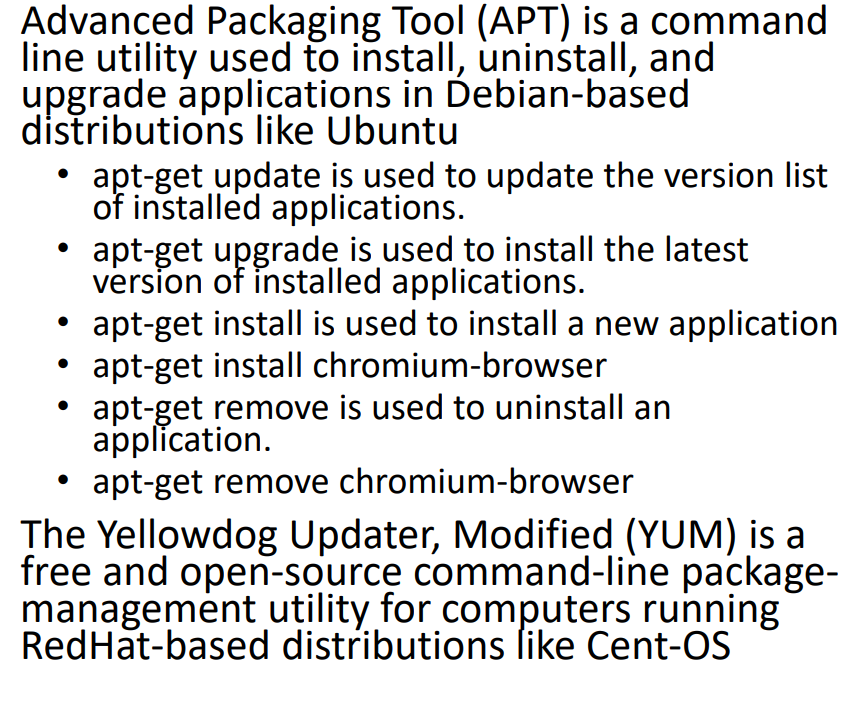 Advanced Packaging Tool (APT) is a command
line utility used to install, uninstall, and
upgrade applications in Debian-based
distributions like Ubuntu
• apt-get update is used to update the version list
of installed applications.
• apt-get upgrade is used to install the latest
version of installed applications.
• apt-get install is used to install a new application
• apt-get install chromium-browser
• apt-get remove is used to uninstall an
application.
• apt-get remove chromium-browser
The Yellowdog Updater, Modified (YUM) is a
free and open-source command-line package-
management utility for computers running
RedHat-based distributions like Cent-OS